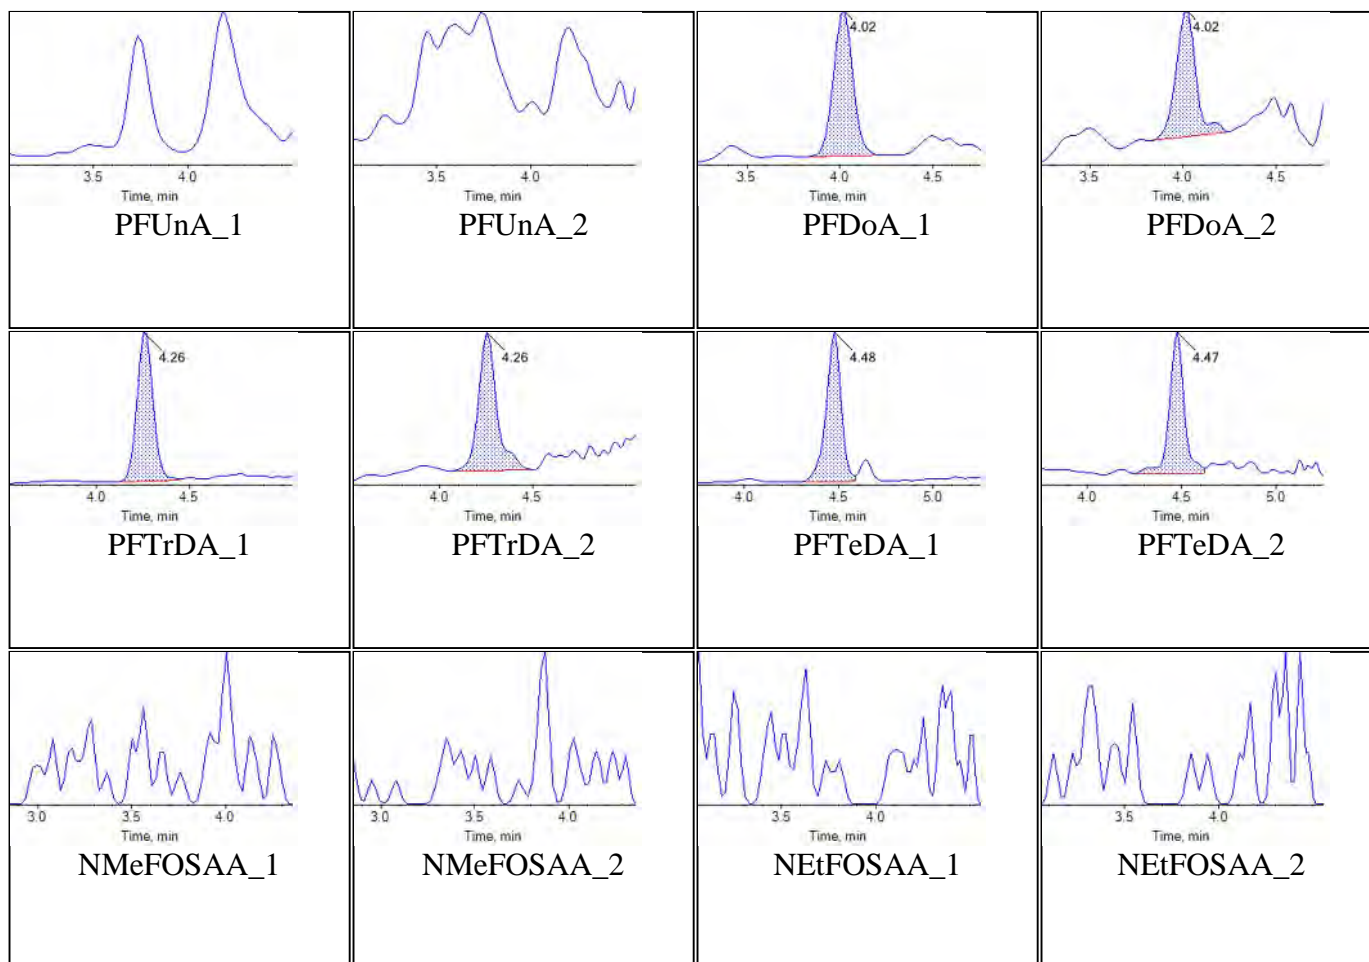 4.02
4.02
3.5 4.0
3.5 4.0
3.5 4.0 4.5
3.5 4.0 4.5
Time, min
Time, min
Time, min
Time, min
PFUnA_1
PFUnA_2
PFDoA_1
PFDoA_2
4.26
4.26
4.48
4.47
4.0 4.5
4.0 4.5
4.0 4.5 5.0
4.0 4.5 5.0
Time, min
Time, min
Time, min
Time, min
PFTrDA_1
PFTrDA_2
PFTeDA_1
PFTeDA_2
3.0 3.5 4.0
3.0 3.5 4.0
3.5 4.0
3.5 4.0
Time, min
Time, min
Time, min
Time, min
NMeFOSAA_1
NMeFOSAA_2
NEtFOSAA_1
NEtFOSAA_2